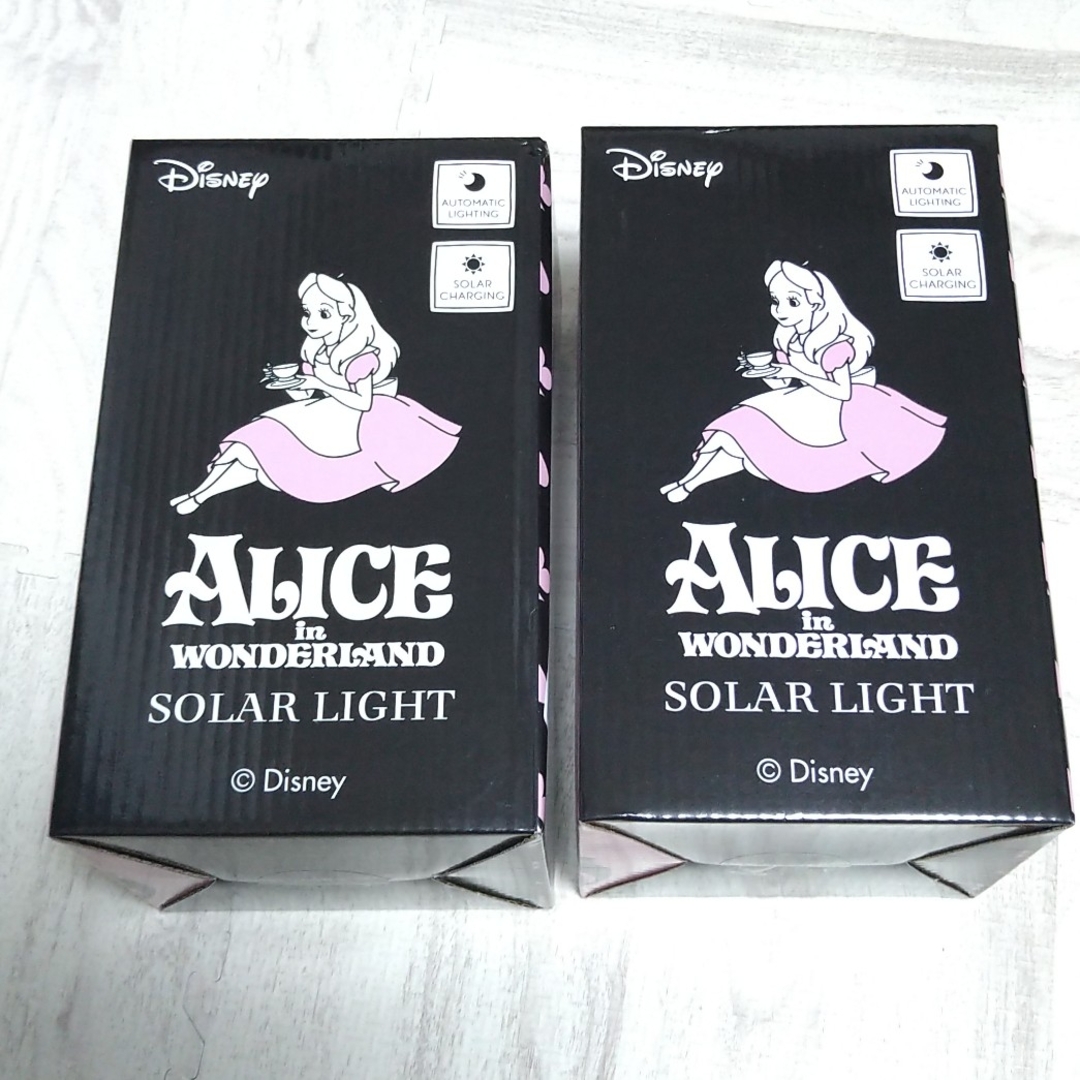 Disney
AUTOMATIC
LIGHTING
SOLAR
CHARGING
ALICE
in
WONDERLAND
SOLAR LIGHT
© Disney
Disney
AUTOMATIC
LIGHTING
SOLAR
CHARGING
ALICE
in
WONDERLAND
SOLAR LIGHT
© Disney